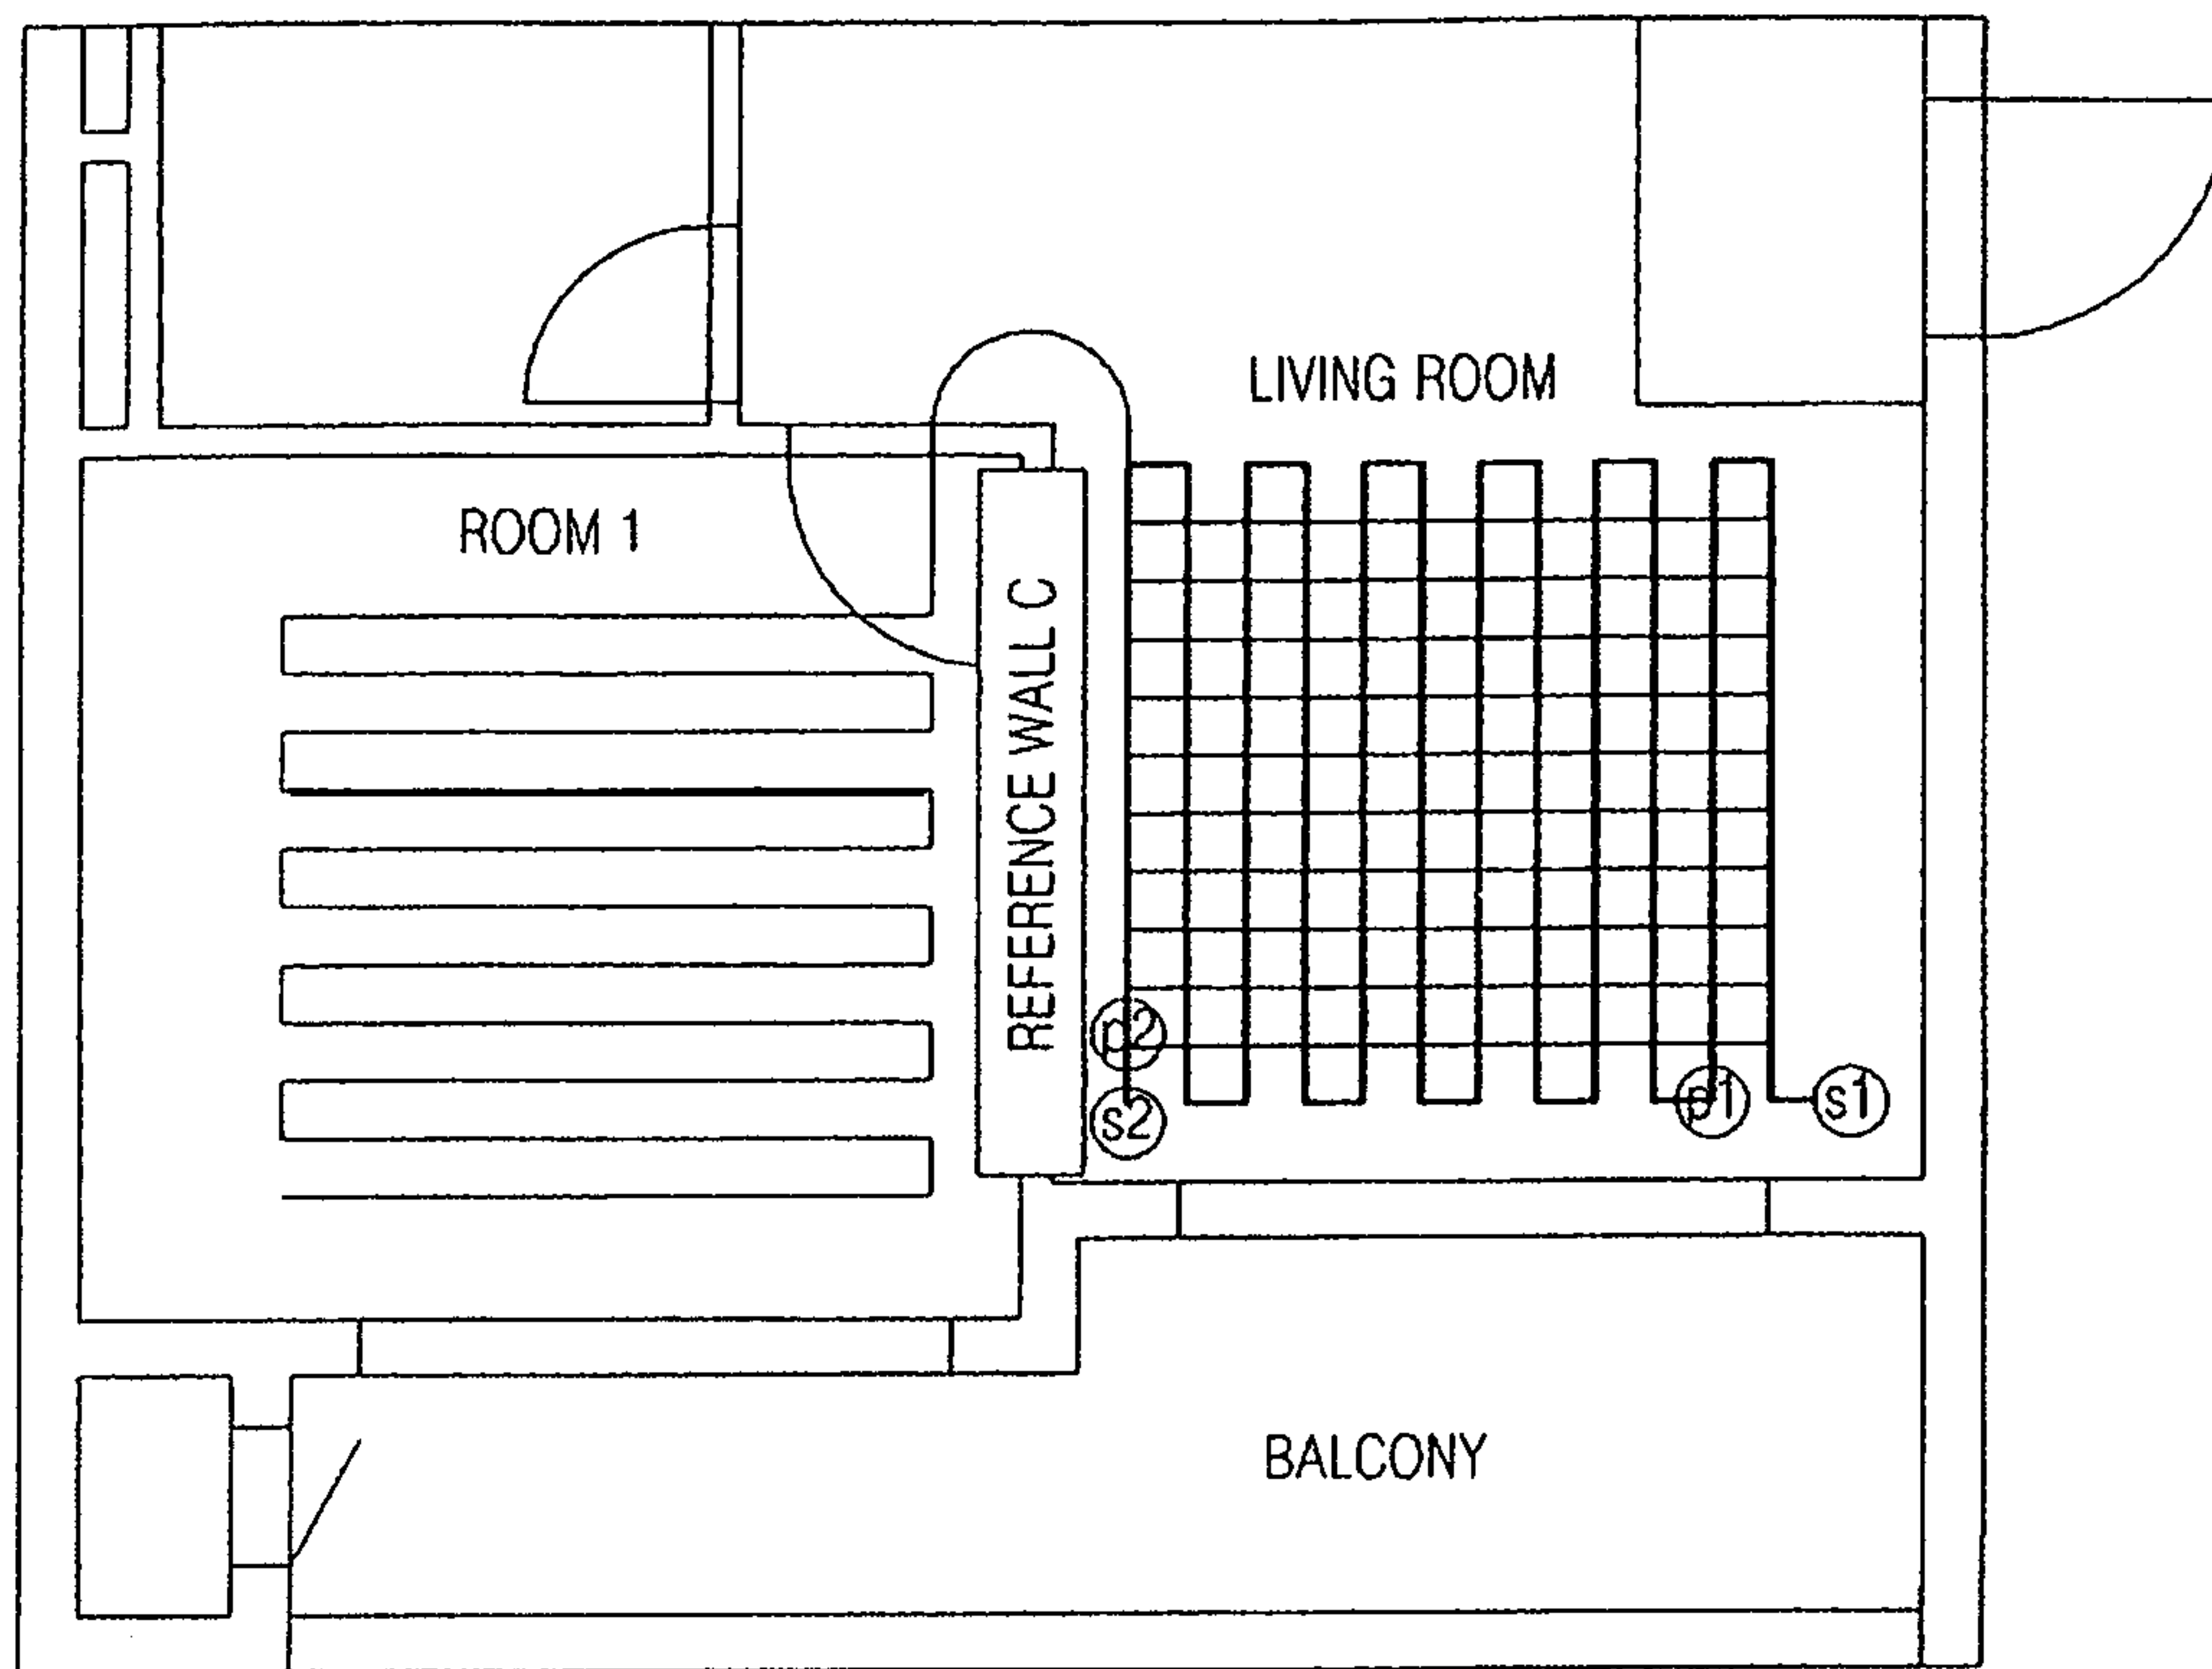 LIVING ROOM
ROOM 1
REFERENCE WALL C
p2
s2
p1
s1
BALCONY